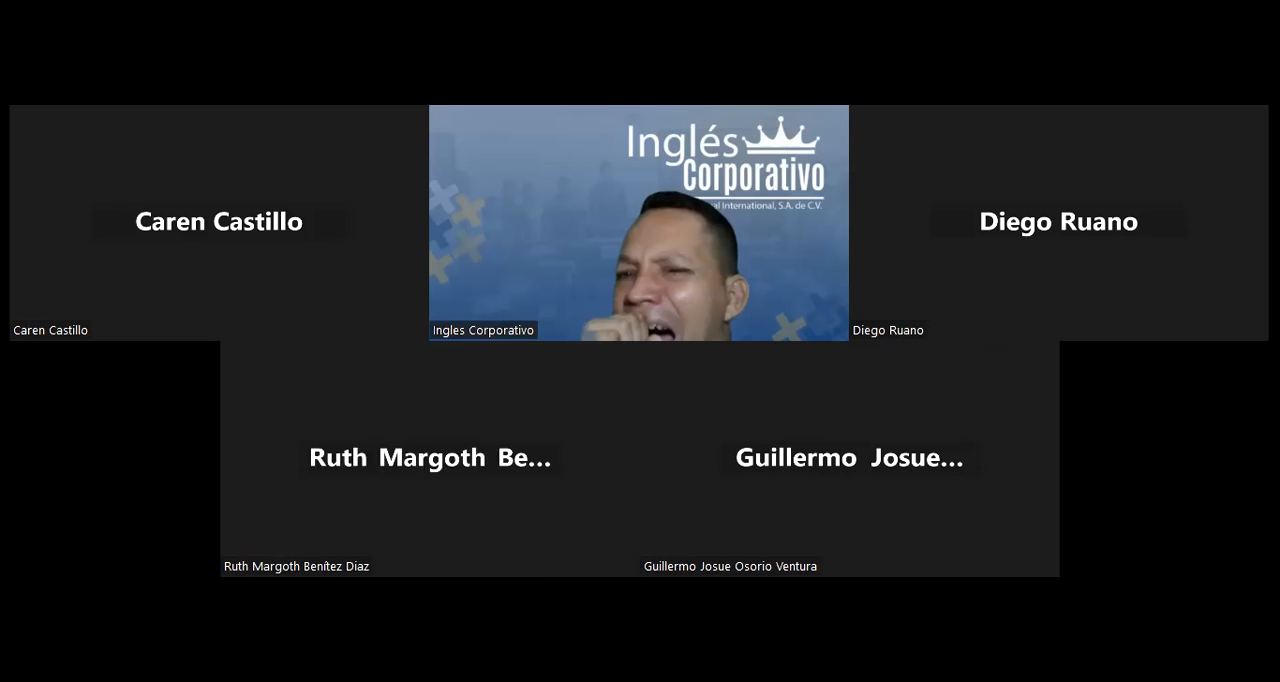 Inglés
Corporativo
al International, S.A. de C.V.
Caren Castillo
Diego Ruano
Caren Castillo
Ingles Corporativo
Diego Ruano
Ruth Margoth Be...
Guillermo Josue...
Ruth Margoth Benítez Diaz
Guillermo Josue Osorio Ventura